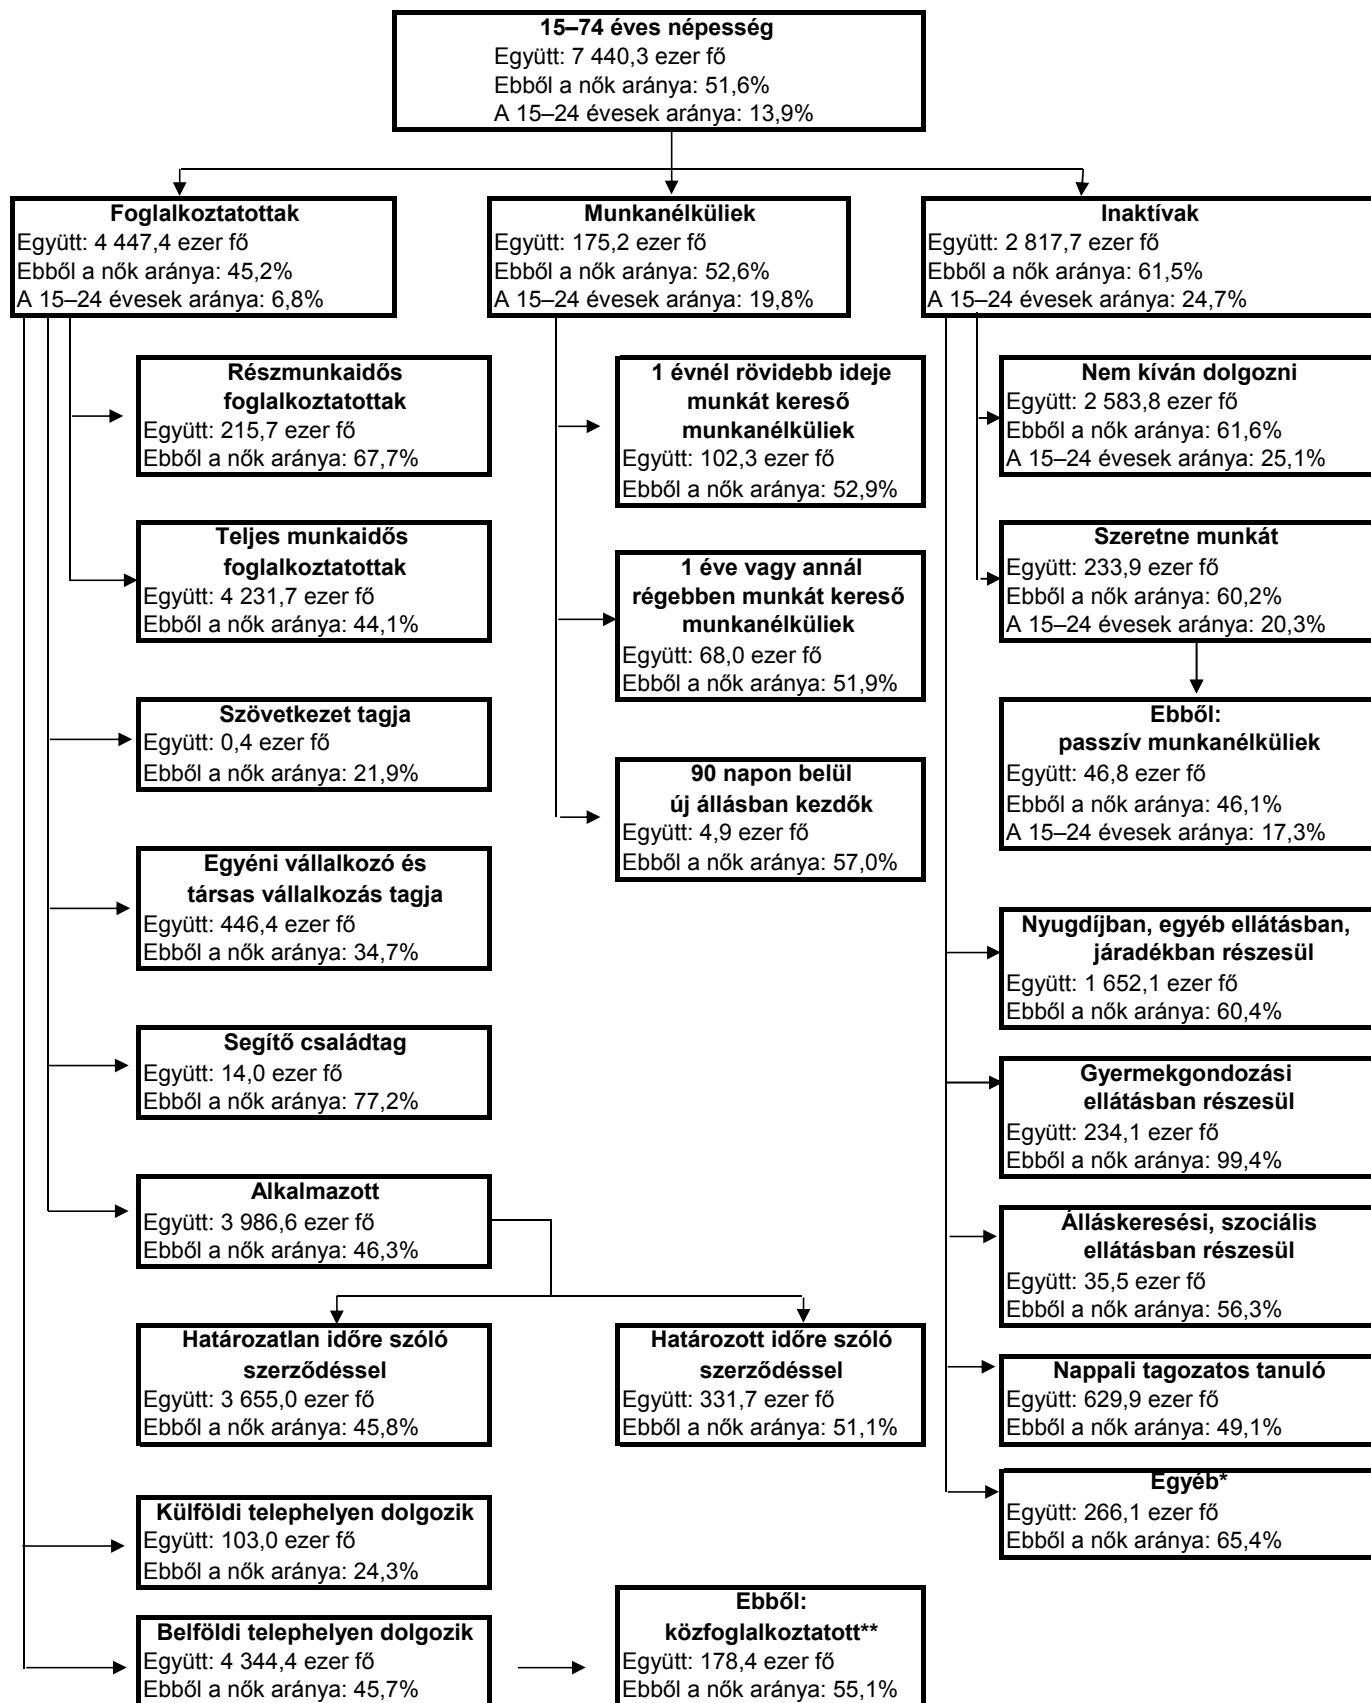 15–74 éves népesség
Együtt: 7 440,3 ezer fő
Ebből a nők aránya: 51,6%
A 15–24 évesek aránya: 13,9%
Foglalkoztatottak
Együtt: 4 447,4 ezer fő
Ebből a nők aránya: 45,2%
A 15–24 évesek aránya: 6,8%
Munkanélküliek
Együtt: 175,2 ezer fő
Ebből a nők aránya: 52,6%
A 15–24 évesek aránya: 19,8%
Inaktívak
Együtt: 2 817,7 ezer fő
Ebből a nők aránya: 61,5%
A 15–24 évesek aránya: 24,7%
Részmunkaidős
foglalkoztatottak
Együtt: 215,7 ezer fő
Ebből a nők aránya: 67,7%
Teljes munkaidős
foglalkoztatottak
Együtt: 4 231,7 ezer fő
Ebből a nők aránya: 44,1%
Szövetkezet tagja
Együtt: 0,4 ezer fő
Ebből a nők aránya: 21,9%
Egyéni vállalkozó és
társas vállalkozás tagja
Együtt: 446,4 ezer fő
Ebből a nők aránya: 34,7%
Segítő családtag
Együtt: 14,0 ezer fő
Ebből a nők aránya: 77,2%
Alkalmazott
Együtt: 3 986,6 ezer fő
Ebből a nők aránya: 46,3%
Határozatlan időre szóló
szerződéssel
Együtt: 3 655,0 ezer fő
Ebből a nők aránya: 45,8%
Határozott időre szóló
szerződéssel
Együtt: 331,7 ezer fő
Ebből a nők aránya: 51,1%
Külföldi telephelyen dolgozik
Együtt: 103,0 ezer fő
Ebből a nők aránya: 24,3%
Belföldi telephelyen dolgozik
Együtt: 4 344,4 ezer fő
Ebből a nők aránya: 45,7%
Ebből:
közfoglalkoztatott**
Együtt: 178,4 ezer fő
Ebből a nők aránya: 55,1%
1 évnél rövidebb ideje
munkát kereső
munkanélküliek
Együtt: 102,3 ezer fő
Ebből a nők aránya: 52,9%
1 éve vagy annál
régebben munkát kereső
munkanélküliek
Együtt: 68,0 ezer fő
Ebből a nők aránya: 51,9%
90 napon belül
új állásban kezdők
Együtt: 4,9 ezer fő
Ebből a nők aránya: 57,0%
Nem kíván dolgozni
Együtt: 2 583,8 ezer fő
Ebből a nők aránya: 61,6%
A 15–24 évesek aránya: 25,1%
Szeretne munkát
Együtt: 233,9 ezer fő
Ebből a nők aránya: 60,2%
A 15–24 évesek aránya: 20,3%
Ebből:
passzív munkanélküliek
Együtt: 46,8 ezer fő
Ebből a nők aránya: 46,1%
A 15–24 évesek aránya: 17,3%
Nyugdíjban, egyéb ellátásban,
járadékban részesül
Együtt: 1 652,1 ezer fő
Ebből a nők aránya: 60,4%
Gyermekgondozási
ellátásban részesül
Együtt: 234,1 ezer fő
Ebből a nők aránya: 99,4%
Álláskeresési, szociális
ellátásban részesül
Együtt: 35,5 ezer fő
Ebből a nők aránya: 56,3%
Nappali tagozatos tanuló
Együtt: 629,9 ezer fő
Ebből a nők aránya: 49,1%
Egyéb*
Együtt: 266,1 ezer fő
Ebből a nők aránya: 65,4%